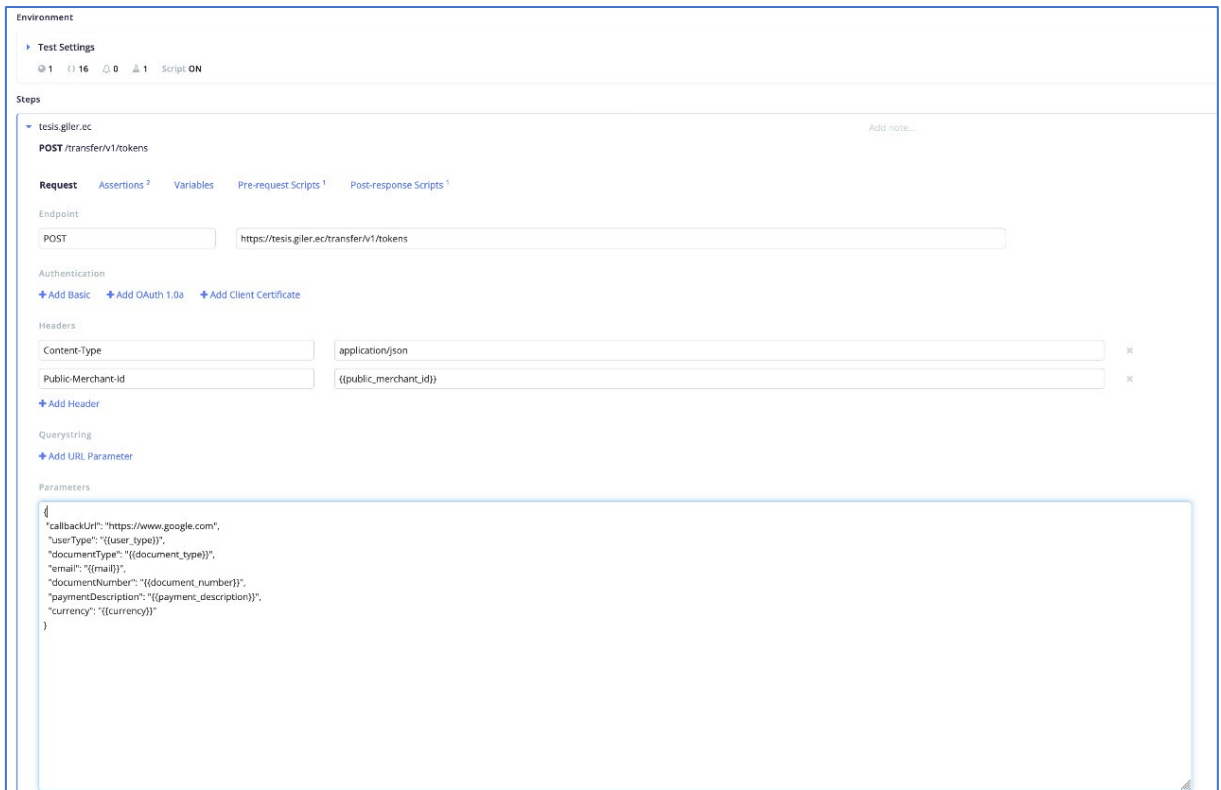 Environment
Test Settings
1 () 16 0 1 Script ON
Steps
tesis.giler.ec Add note...
POST /transfer/v1/tokens
Request Assertions 2 Variables Pre-request Scripts 1 Post-response Scripts 1
Endpoint
POST https://tesis.giler.ec/transfer/v1/tokens
Authentication
+ Add Basic + Add OAuth 1.0a + Add Client Certificate
Headers
Content-Type application/json
Public-Merchant-Id {{public_merchant_id}}
+ Add Header
Querystring
+ Add URL Parameter
Parameters
{
"callbackUrl": "https://www.google.com",
"userType": "{{user_type}}",
"documentType": "{{document_type}}",
"email": "{{mail}}",
"documentNumber": "{{document_number}}",
"paymentDescription": "{{payment_description}}",
"currency": "{{currency}}"
}